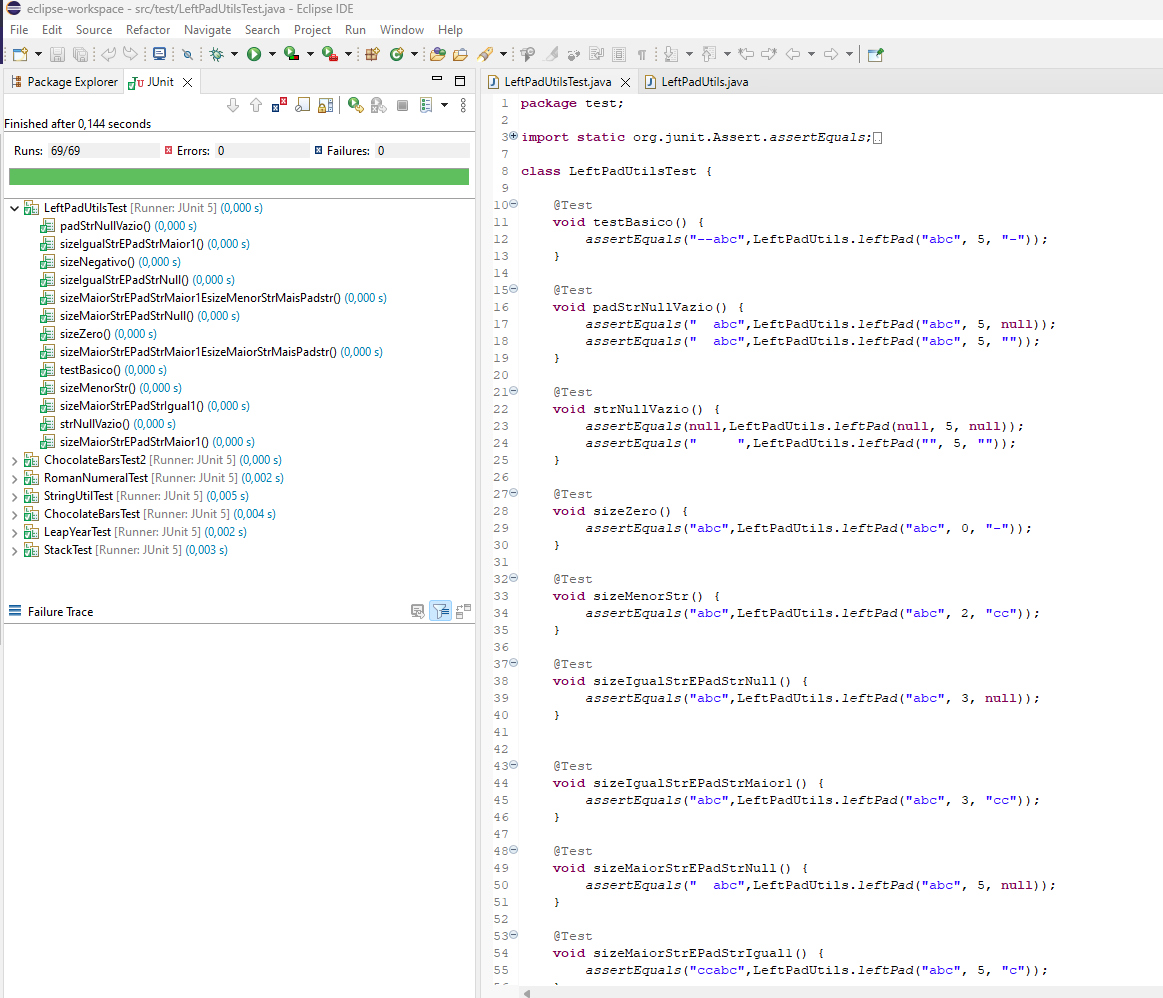 eclipse-workspace - src/test/LeftPadUtilsTest.java - Eclipse IDE
File Edit Source Refactor Navigate Search Project Run Window Help
Package Explorer JUnit
Finished after 0,144 seconds
Runs: 69/69 Errors: 0 Failures: 0
LeftPadUtilsTest [Runner: JUnit 5] (0,000 s)
padStrNullVazio() (0,000 s)
sizeIgualStrEPadStrMaior1() (0,000 s)
sizeNegativo() (0,000 s)
sizeIgualStrEPadStrNull() (0,000 s)
sizeMaiorStrEPadStrMaior1EsizeMenorStrMaisPadstr() (0,000 s)
sizeMaiorStrEPadStrNull() (0,000 s)
sizeZero() (0,000 s)
sizeMaiorStrEPadStrMaior1EsizeMaiorStrMaisPadstr() (0,000 s)
testBasico() (0,000 s)
sizeMenorStr() (0,000 s)
sizeMaiorStrEPadStrIgual1() (0,000 s)
strNullVazio() (0,000 s)
sizeMaiorStrEPadStrMaior1() (0,000 s)
ChocolateBarsTest2 [Runner: JUnit 5] (0,000 s)
RomanNumeralTest [Runner: JUnit 5] (0,002 s)
StringUtilTest [Runner: JUnit 5] (0,005 s)
ChocolateBarsTest [Runner: JUnit 5] (0,004 s)
LeapYearTest [Runner: JUnit 5] (0,002 s)
StackTest [Runner: JUnit 5] (0,003 s)
Failure Trace
LeftPadUtilsTest.java LeftPadUtils.java
1 package test;
2
3 import static org.junit.Assert.assertEquals;
7
8 class LeftPadUtilsTest {
9
10 @Test
11 void testBasico() {
12 assertEquals("--abc",LeftPadUtils.leftPad("abc", 5, "-"));
13 }
14
15 @Test
16 void padStrNullVazio() {
17 assertEquals("  abc",LeftPadUtils.leftPad("abc", 5, null));
18 assertEquals("  abc",LeftPadUtils.leftPad("abc", 5, ""));
19 }
20
21 @Test
22 void strNullVazio() {
23 assertEquals(null,LeftPadUtils.leftPad(null, 5, null));
24 assertEquals("     ",LeftPadUtils.leftPad("", 5, ""));
25 }
26
27 @Test
28 void sizeZero() {
29 assertEquals("abc",LeftPadUtils.leftPad("abc", 0, "-"));
30 }
31
32 @Test
33 void sizeMenorStr() {
34 assertEquals("abc",LeftPadUtils.leftPad("abc", 2, "cc"));
35 }
36
37 @Test
38 void sizeIgualStrEPadStrNull() {
39 assertEquals("abc",LeftPadUtils.leftPad("abc", 3, null));
40 }
41
42
43 @Test
44 void sizeIgualStrEPadStrMaior1() {
45 assertEquals("abc",LeftPadUtils.leftPad("abc", 3, "cc"));
46 }
47
48 @Test
49 void sizeMaiorStrEPadStrNull() {
50 assertEquals("  abc",LeftPadUtils.leftPad("abc", 5, null));
51 }
52
53 @Test
54 void sizeMaiorStrEPadStrIgual1() {
55 assertEquals("ccabc",LeftPadUtils.leftPad("abc", 5, "c"));